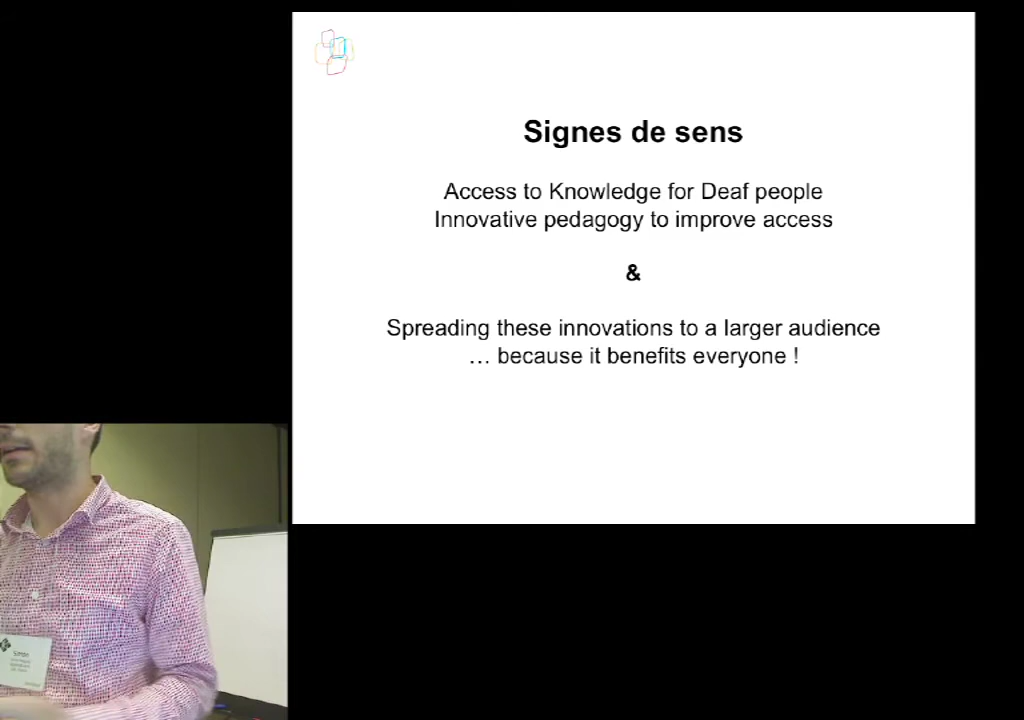 Signes de sens
Access to Knowledge for Deaf people
Innovative pedagogy to improve access
&
Spreading these innovations to a larger audience
… because it benefits everyone !